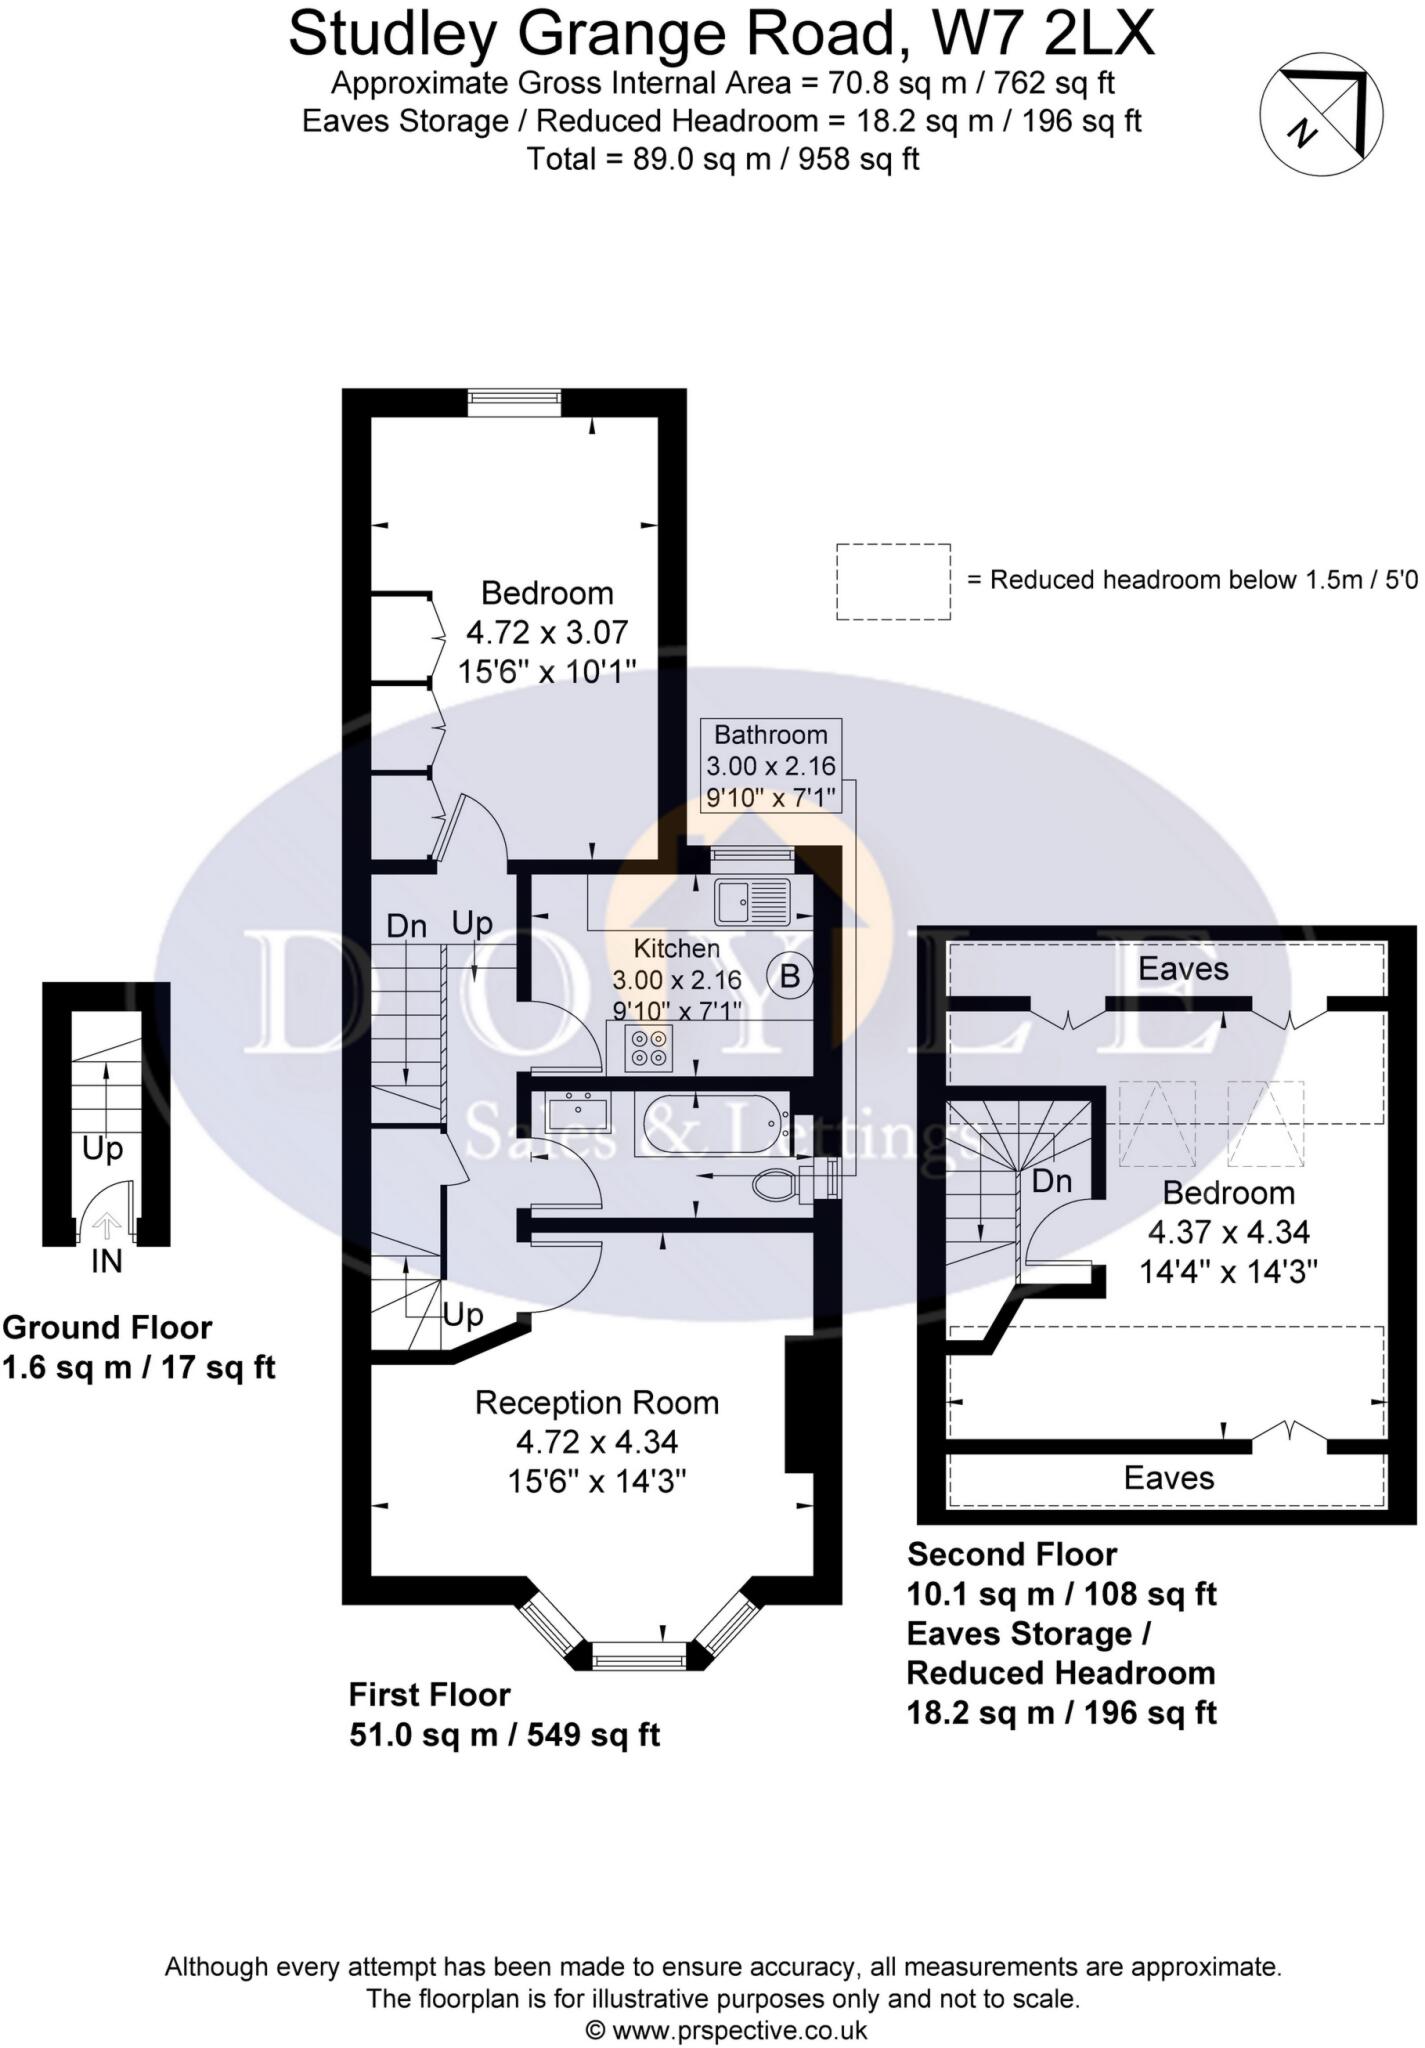 Studley Grange Road, W7 2LX
Approximate Gross Internal Area = 70.8 sq m / 762 sq ft
Eaves Storage / Reduced Headroom = 18.2 sq m / 196 sq ft
Total = 89.0 sq m / 958 sq ft
N
= Reduced headroom below 1.5m / 5'0
Bedroom
4.72 x 3.07
15'6" x 10'1"
Bathroom
3.00 x 2.16
9'10" x 7'1"
Dn
Up
Kitchen
3.00 x 2.16
9'10" x 7'1"
B
DOYLE
Sales & Lettings
Up
IN
Ground Floor
1.6 sq m / 17 sq ft
Up
Reception Room
4.72 x 4.34
15'6" x 14'3"
First Floor
51.0 sq m / 549 sq ft
Eaves
Dn
Bedroom
4.37 x 4.34
14'4" x 14'3"
Eaves
Second Floor
10.1 sq m / 108 sq ft
Eaves Storage /
Reduced Headroom
18.2 sq m / 196 sq ft
Although every attempt has been made to ensure accuracy, all measurements are approximate.
The floorplan is for illustrative purposes only and not to scale.
© www.prspective.co.uk